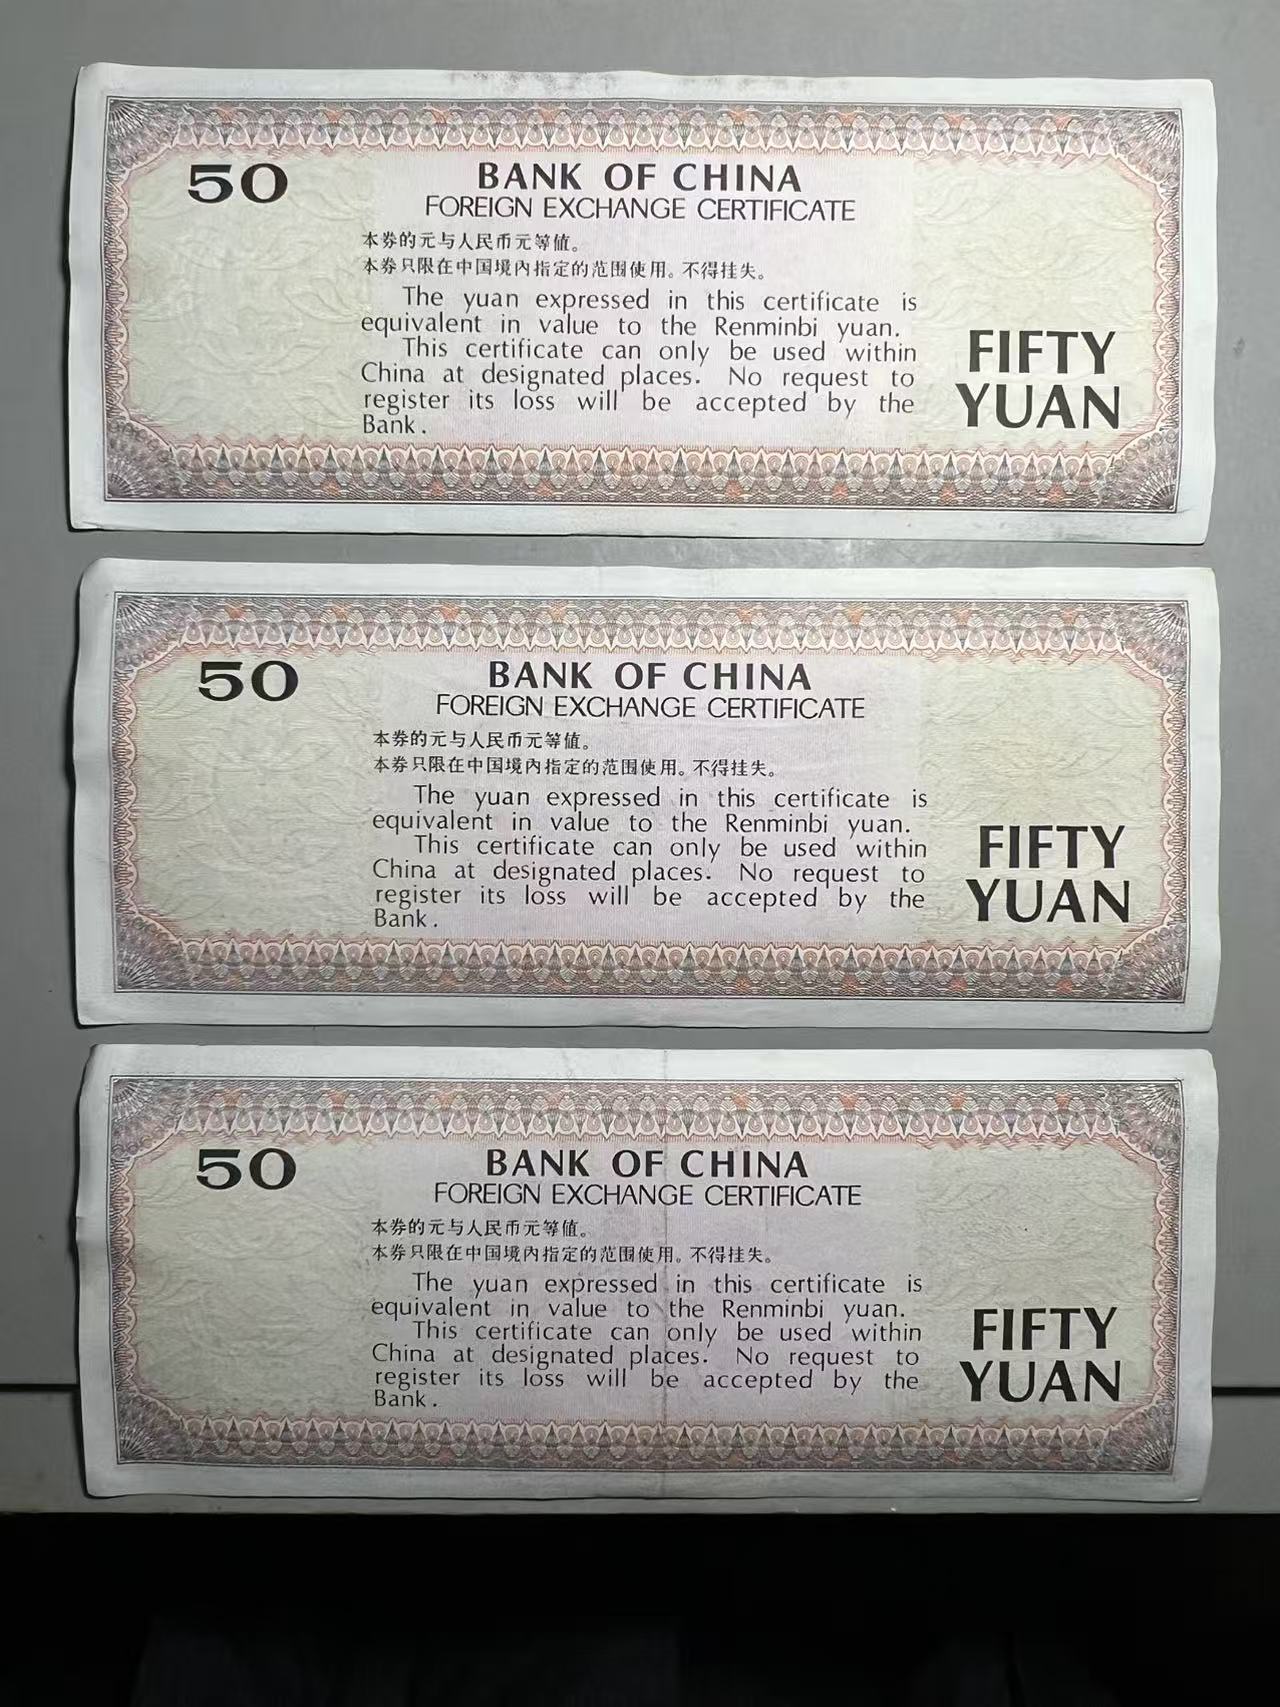 50
BANK OF CHINA
FOREIGN EXCHANGE CERTIFICATE
本券的元与人民币元等値。
本券只限在中国境内指定的范围使用。不得挂失。
The yuan expressed in this certificate is
equivalent in value to the Renminbi yuan.
This certificate can only be used within
China at designated places. No request to
register its loss will be accepted by the
Bank.
FIFTY
YUAN
50
BANK OF CHINA
FOREIGN EXCHANGE CERTIFICATE
本券的元与人民币元等値。
本券只限在中国境内指定的范围使用。不得挂失。
The yuan expressed in this certificate is
equivalent in value to the Renminbi yuan.
This certificate can only be used within
China at designated places. No request to
register its loss will be accepted by the
Bank.
FIFTY
YUAN
50
BANK OF CHINA
FOREIGN EXCHANGE CERTIFICATE
本券的元与人民币元等値。
本券只限在中国境内指定的范围使用。不得挂失。
The yuan expressed in this certificate is
equivalent in value to the Renminbi yuan.
This certificate can only be used within
China at designated places. No request to
register its loss will be accepted by the
Bank.
FIFTY
YUAN